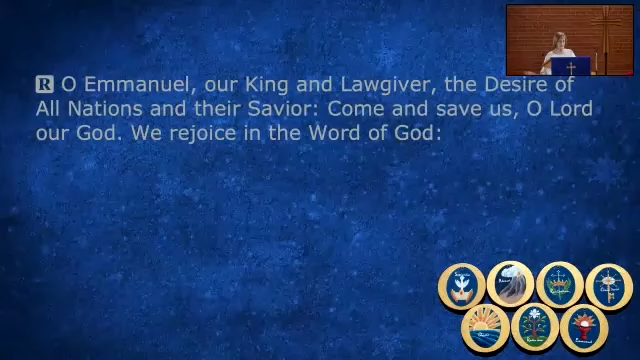 R O Emmanuel, our King and Lawgiver, the Desire of
All Nations and their Savior: Come and save us, O Lord
our God. We rejoice in the Word of God: